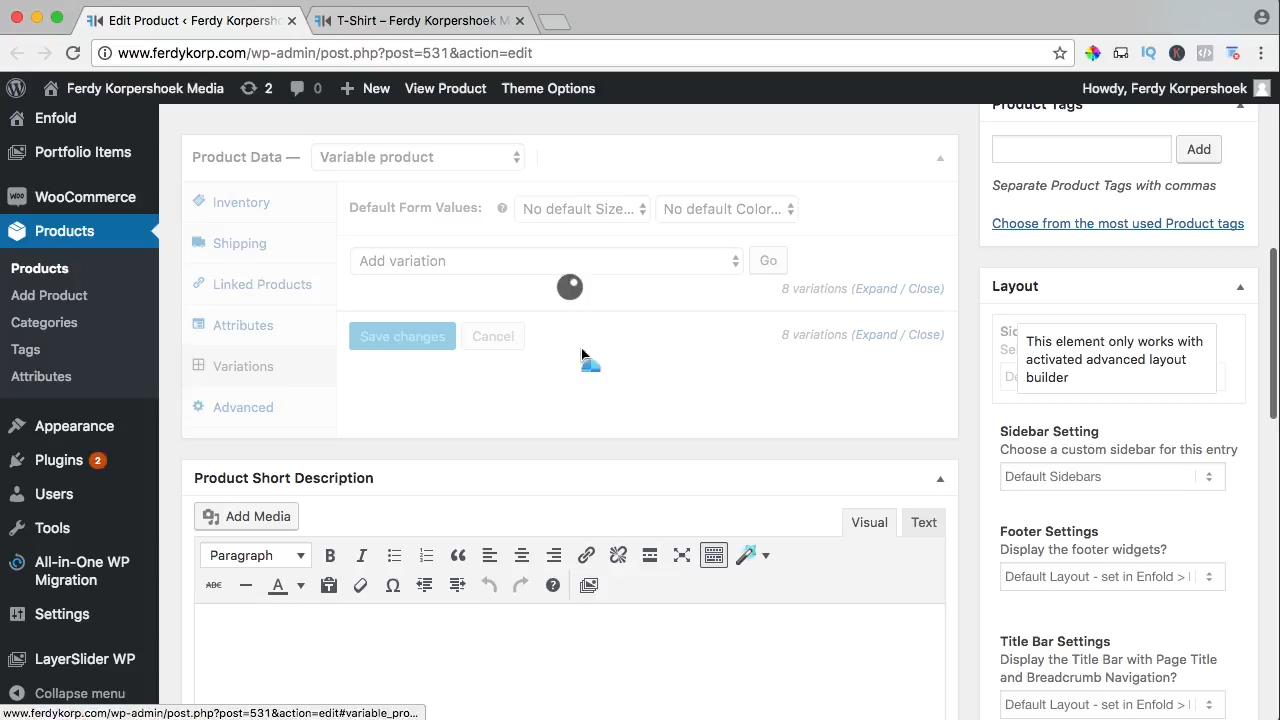 Edit Product ‹ Ferdy Korpersho
T-Shirt – Ferdy Korpershoek M
www.ferdykorp.com/wp-admin/post.php?post=531&action=edit
Ferdy Korpershoek Media
2
0
New
View Product
Theme Options
Howdy, Ferdy Korpershoek
Enfold
Portfolio Items
WooCommerce
Products
Products
Add Product
Categories
Tags
Attributes
Appearance
Plugins 2
Users
Tools
All-in-One WP
Migration
Settings
LayerSlider WP
Collapse menu
Product Data —
Variable product
Inventory
Shipping
Linked Products
Attributes
Variations
Advanced
Default Form Values:
No default Size...
No default Color...
Add variation
Go
8 variations (Expand / Close)
Save changes
Cancel
8 variations (Expand / Close)
Product Short Description
Add Media
Visual
Text
Paragraph
B
I
ABC
A
Product Tags
Add
Separate Product Tags with commas
Choose from the most used Product tags
Layout
This element only works with
activated advanced layout
builder
Sidebar Setting
Choose a custom sidebar for this entry
Default Sidebars
Footer Settings
Display the footer widgets?
Default Layout - set in Enfold >
Title Bar Settings
Display the Title Bar with Page Title
and Breadcrumb Navigation?
Default Layout - set in Enfold >
www.ferdykorp.com/wp-admin/post.php?post=531&action=edit#variable_pro...